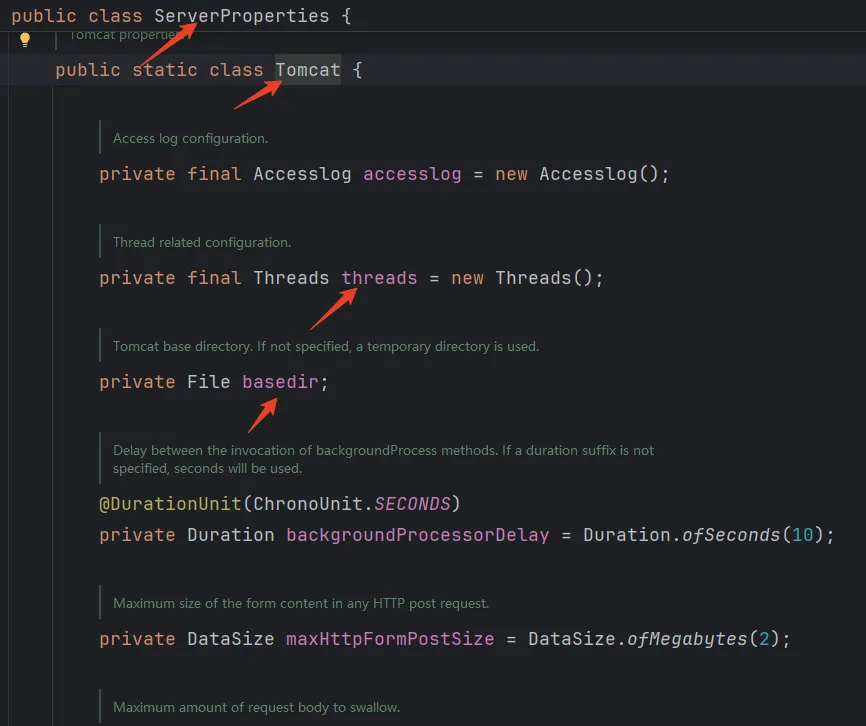 public class ServerProperties {
Tomcat properties
public static class Tomcat {
Access log configuration.
private final Accesslog accesslog = new Accesslog();
Thread related configuration.
private final Threads threads = new Threads();
Tomcat base directory. If not specified, a temporary directory is used.
private File basedir;
Delay between the invocation of backgroundProcess methods. If a duration suffix is not
specified, seconds will be used.
@DurationUnit(ChronoUnit.SECONDS)
private Duration backgroundProcessorDelay = Duration.ofSeconds(10);
Maximum size of the form content in any HTTP post request.
private DataSize maxHttpFormPostSize = DataSize.ofMegabytes(2);
Maximum amount of request body to swallow.